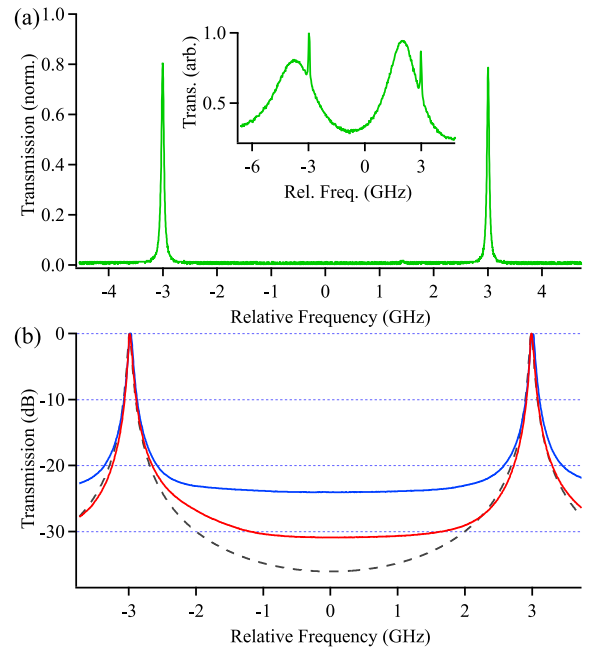 (a)
1.0
0.8
0.6
0.4
0.2
0.0
Transmission (norm.)
-4 -3 -2 -1 0 1 2 3 4
Relative Frequency (GHz)
1.0
0.5
Trans. (arb.)
-6 -3 0 3
Rel. Freq. (GHz)
(b)
0
-10
-20
-30
Transmission (dB)
-3 -2 -1 0 1 2 3
Relative Frequency (GHz)